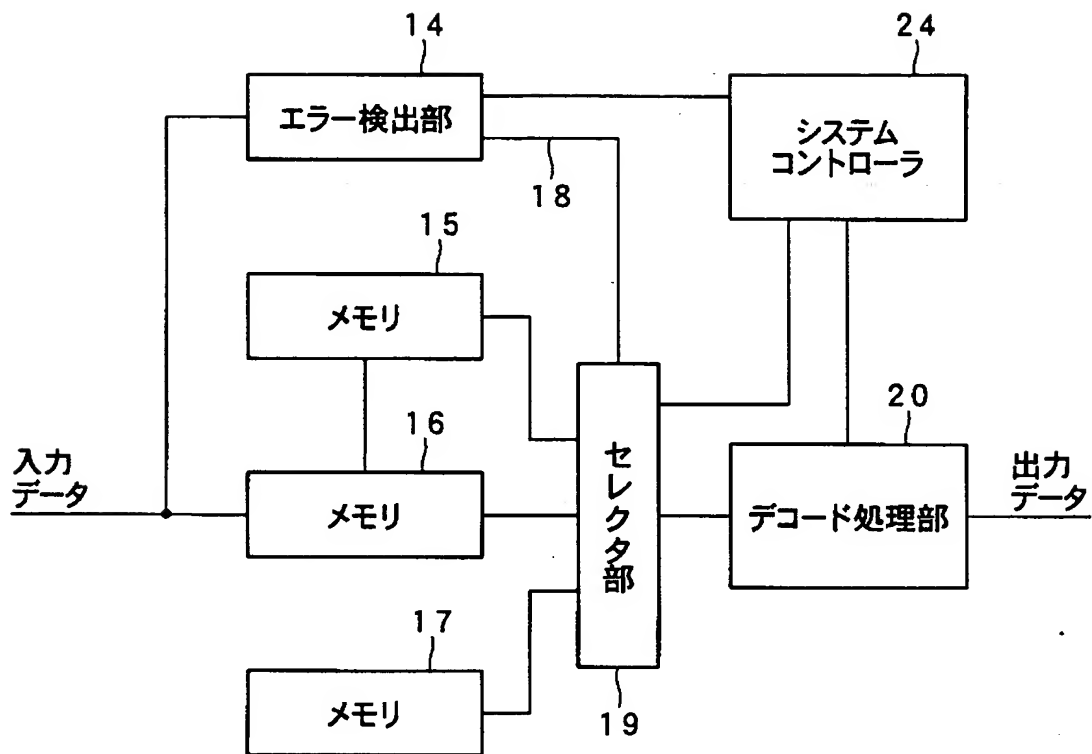 14
24
エラー検出部
システム
コントローラ
18
15
メモリ
16
20
入力
データ
メモリ
セレクタ部
デコード処理部
出力
データ
17
メモリ
19